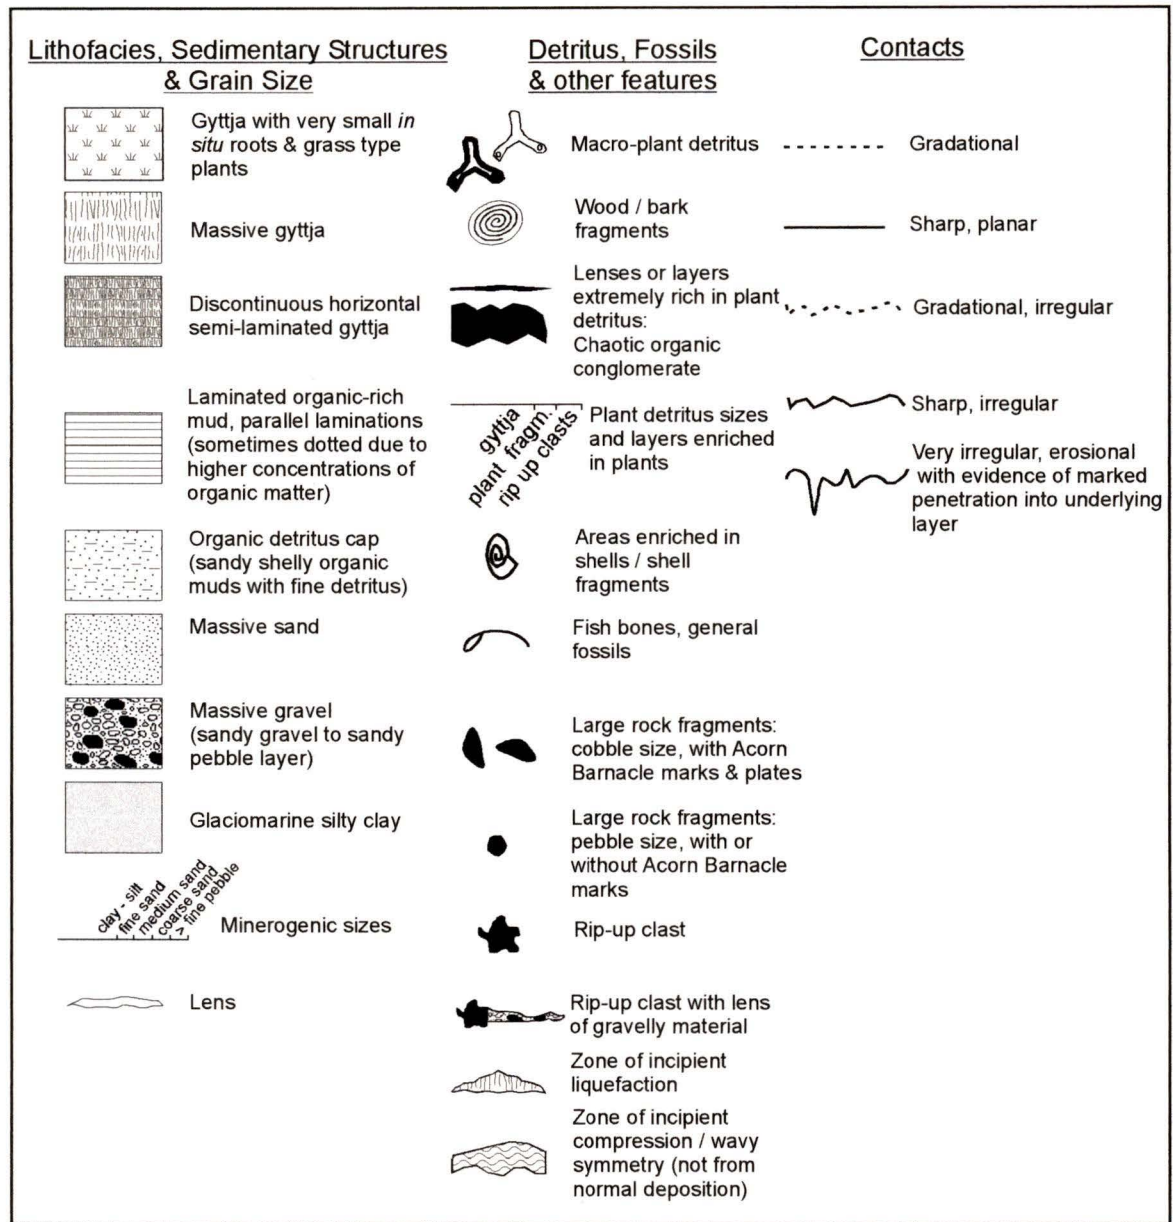 Lithofacies, Sedimentary Structures
& Grain Size
Gyttja with very small in
situ roots & grass type
plants
Massive gyttja
Discontinuous horizontal
semi-laminated gyttja
Laminated organic-rich
mud, parallel laminations
(sometimes dotted due to
higher concentrations of
organic matter)
Organic detritus cap
(sandy shelly organic
muds with fine detritus)
Massive sand
Massive gravel
(sandy gravel to sandy
pebble layer)
Glaciomarine silty clay
clay - silt
fine sand
medium sand
coarse sand
> fine pebble
Minerogenic sizes
Lens
Detritus, Fossils
& other features
Macro-plant detritus
Wood / bark
fragments
Lenses or layers
extremely rich in plant
detritus:
Chaotic organic
conglomerate
gyttja
plant fragm.
rip up clasts
Plant detritus sizes
and layers enriched
in plants
Areas enriched in
shells / shell
fragments
Fish bones, general
fossils
Large rock fragments:
cobble size, with Acorn
Barnacle marks & plates
Large rock fragments:
pebble size, with or
without Acorn Barnacle
marks
Rip-up clast
Rip-up clast with lens
of gravelly material
Zone of incipient
liquefaction
Zone of incipient
compression / wavy
symmetry (not from
normal deposition)
Contacts
Gradational
Sharp, planar
Gradational, irregular
Sharp, irregular
Very irregular, erosional
with evidence of marked
penetration into underlying
layer